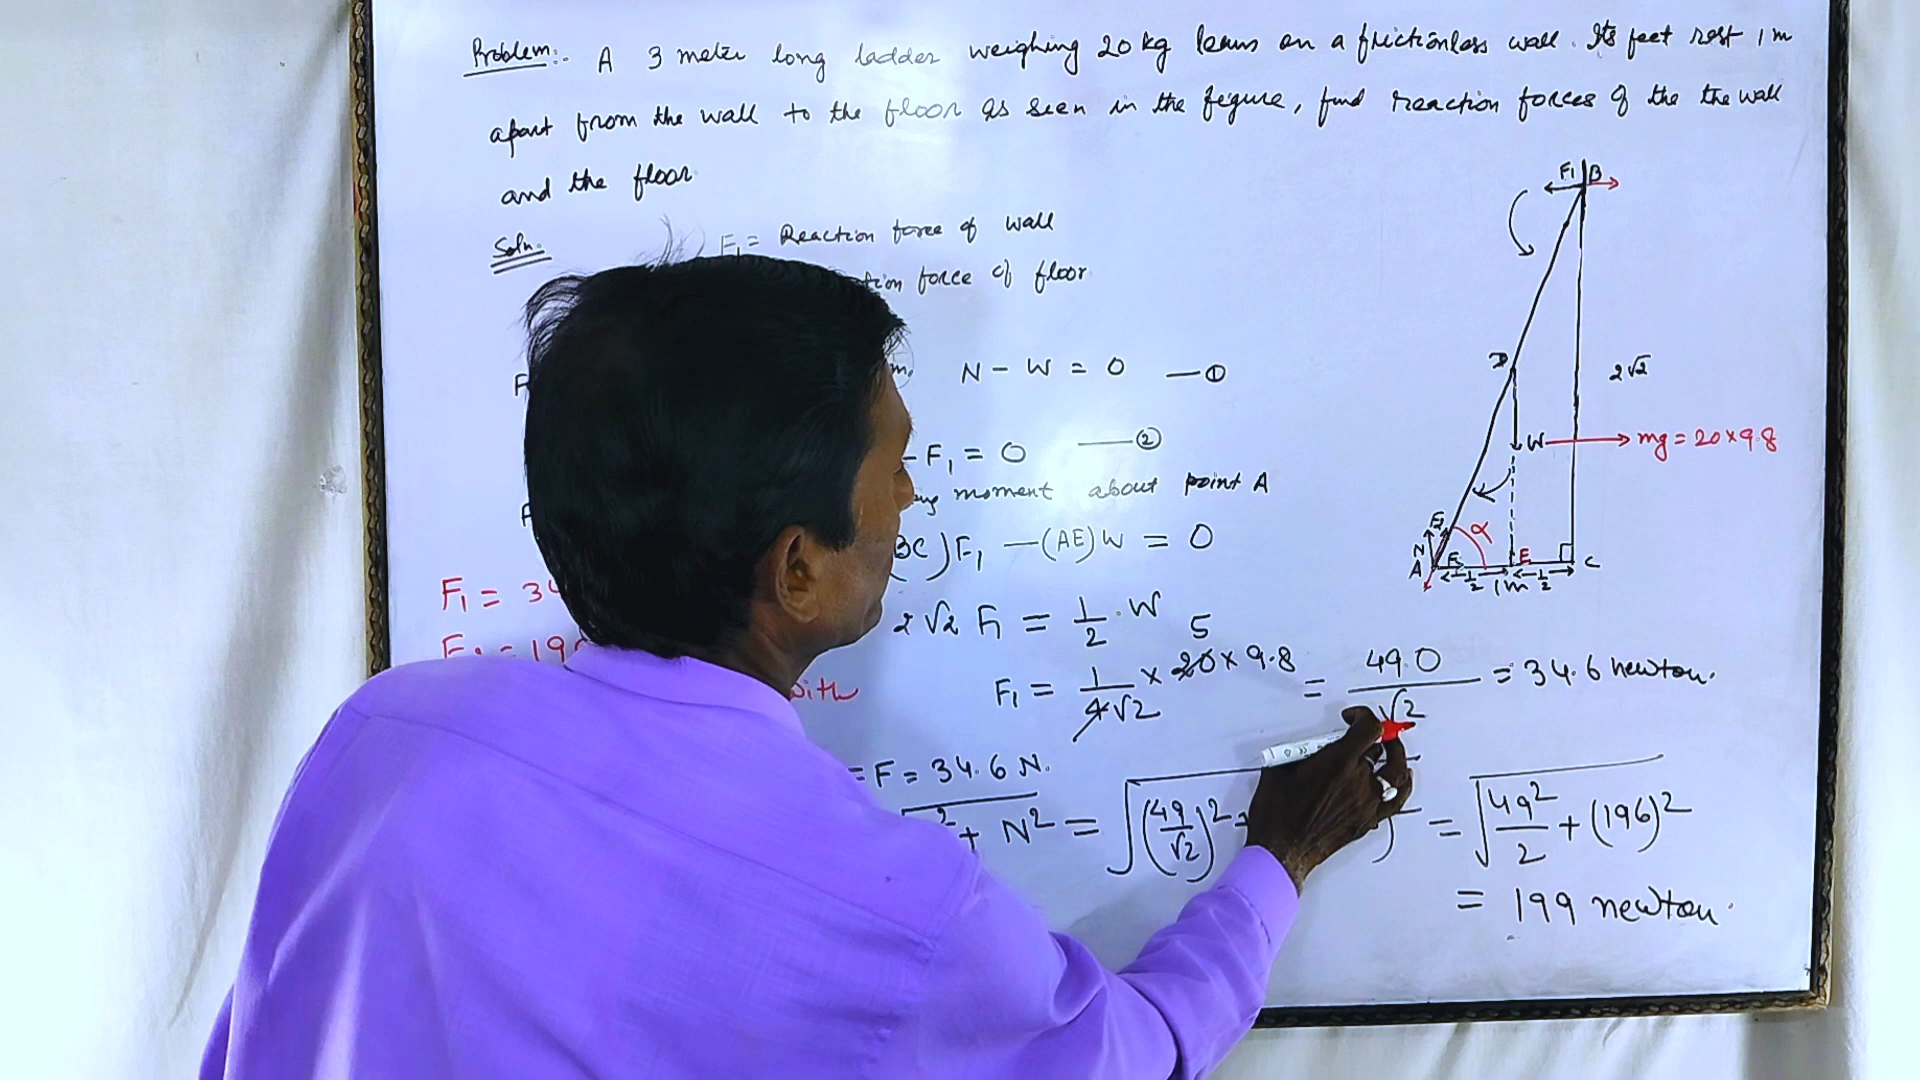 Problem:- A 3 meter long ladder weighing 20 kg leans on a frictionless wall. Its feet rest 1 m
apart from the wall to the floor as seen in the figure, find reaction forces of the the wall
and the floor
Soln.
F₁ = Reaction force of wall
force of floor
N - W = 0 — ①
- F₁ = 0 — ②
moment about point A
BC) F₁ — (AE) W = 0
2√2 F₁ = 1/2 · W
F₁ = 1/4√2 × 20 × 9.8 = 49.0/√2 = 34.6 newton.
5
F₁ = 34
= 19
with
= F = 34.6 N.
² + N² = √(49/√2)² + )² = √49²/2 + (196)²
= 199 newton.
F₁ B
D
2√2
W → mg = 20×9.8
F₂
α
N
A F E C
1/2 1m 1/2